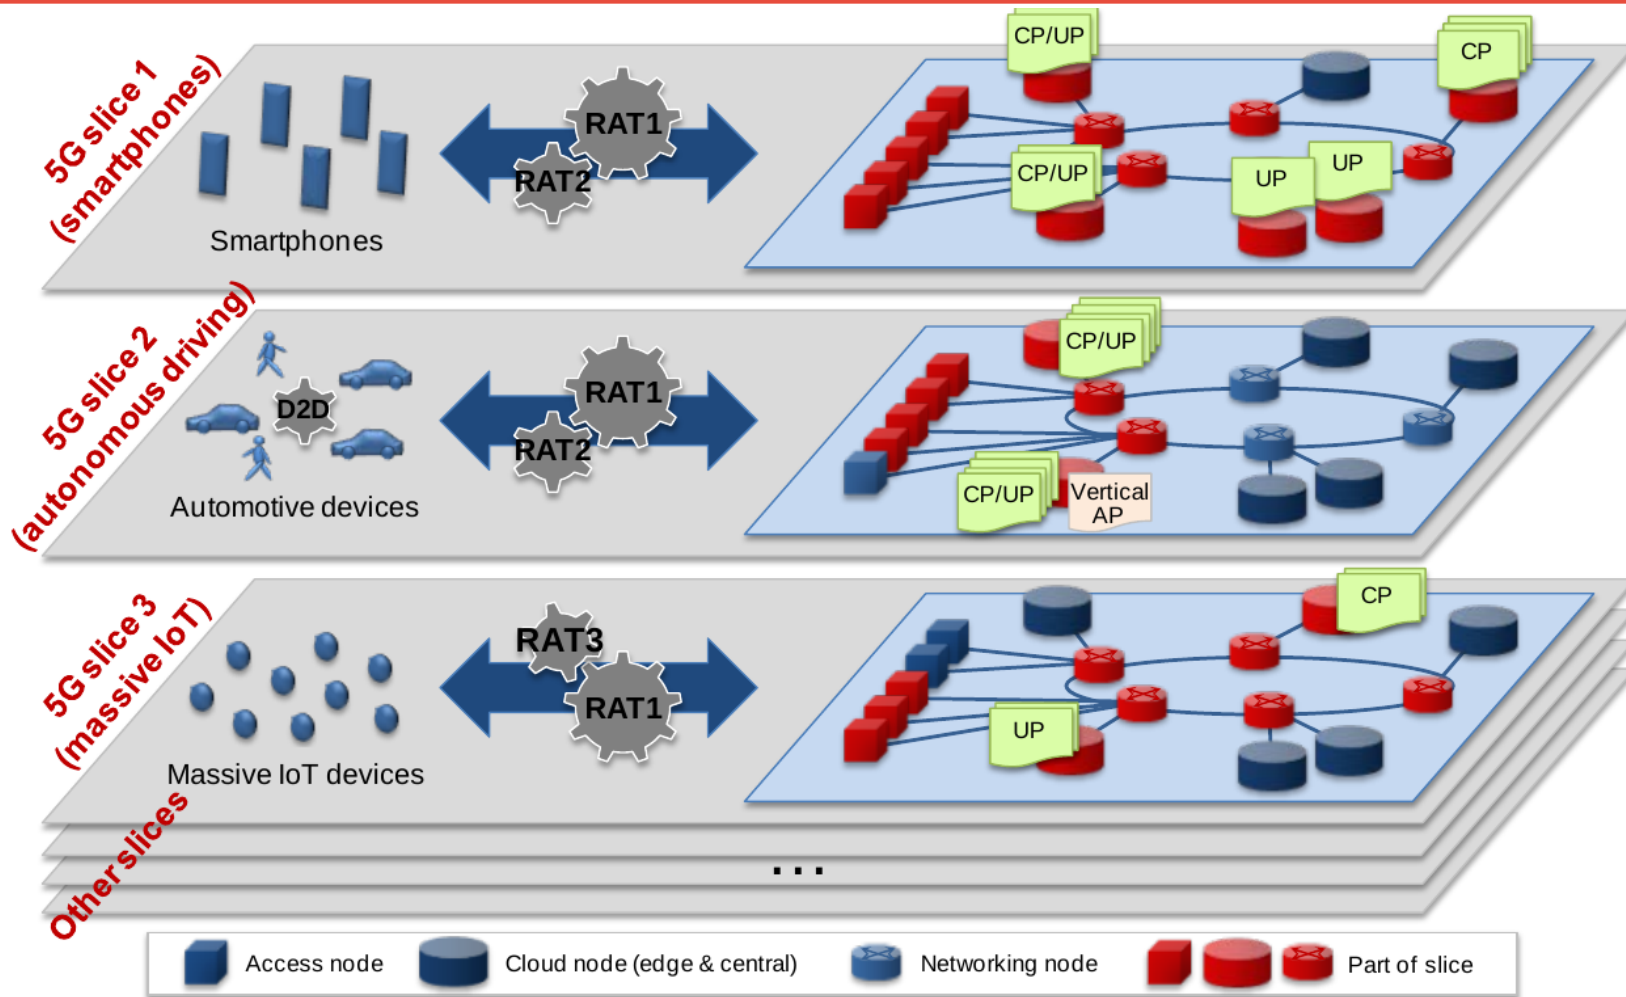 5G slice 1
(smartphones)
Smartphones
RAT1
RAT2
CP/UP
CP/UP
UP
UP
CP
5G slice 2
(autonomous driving)
D2D
Automotive devices
RAT1
RAT2
CP/UP
CP/UP
Vertical
AP
5G slice 3
(massive IoT)
Massive IoT devices
RAT3
RAT1
UP
CP
Other slices
...
Access node
Cloud node (edge & central)
Networking node
Part of slice